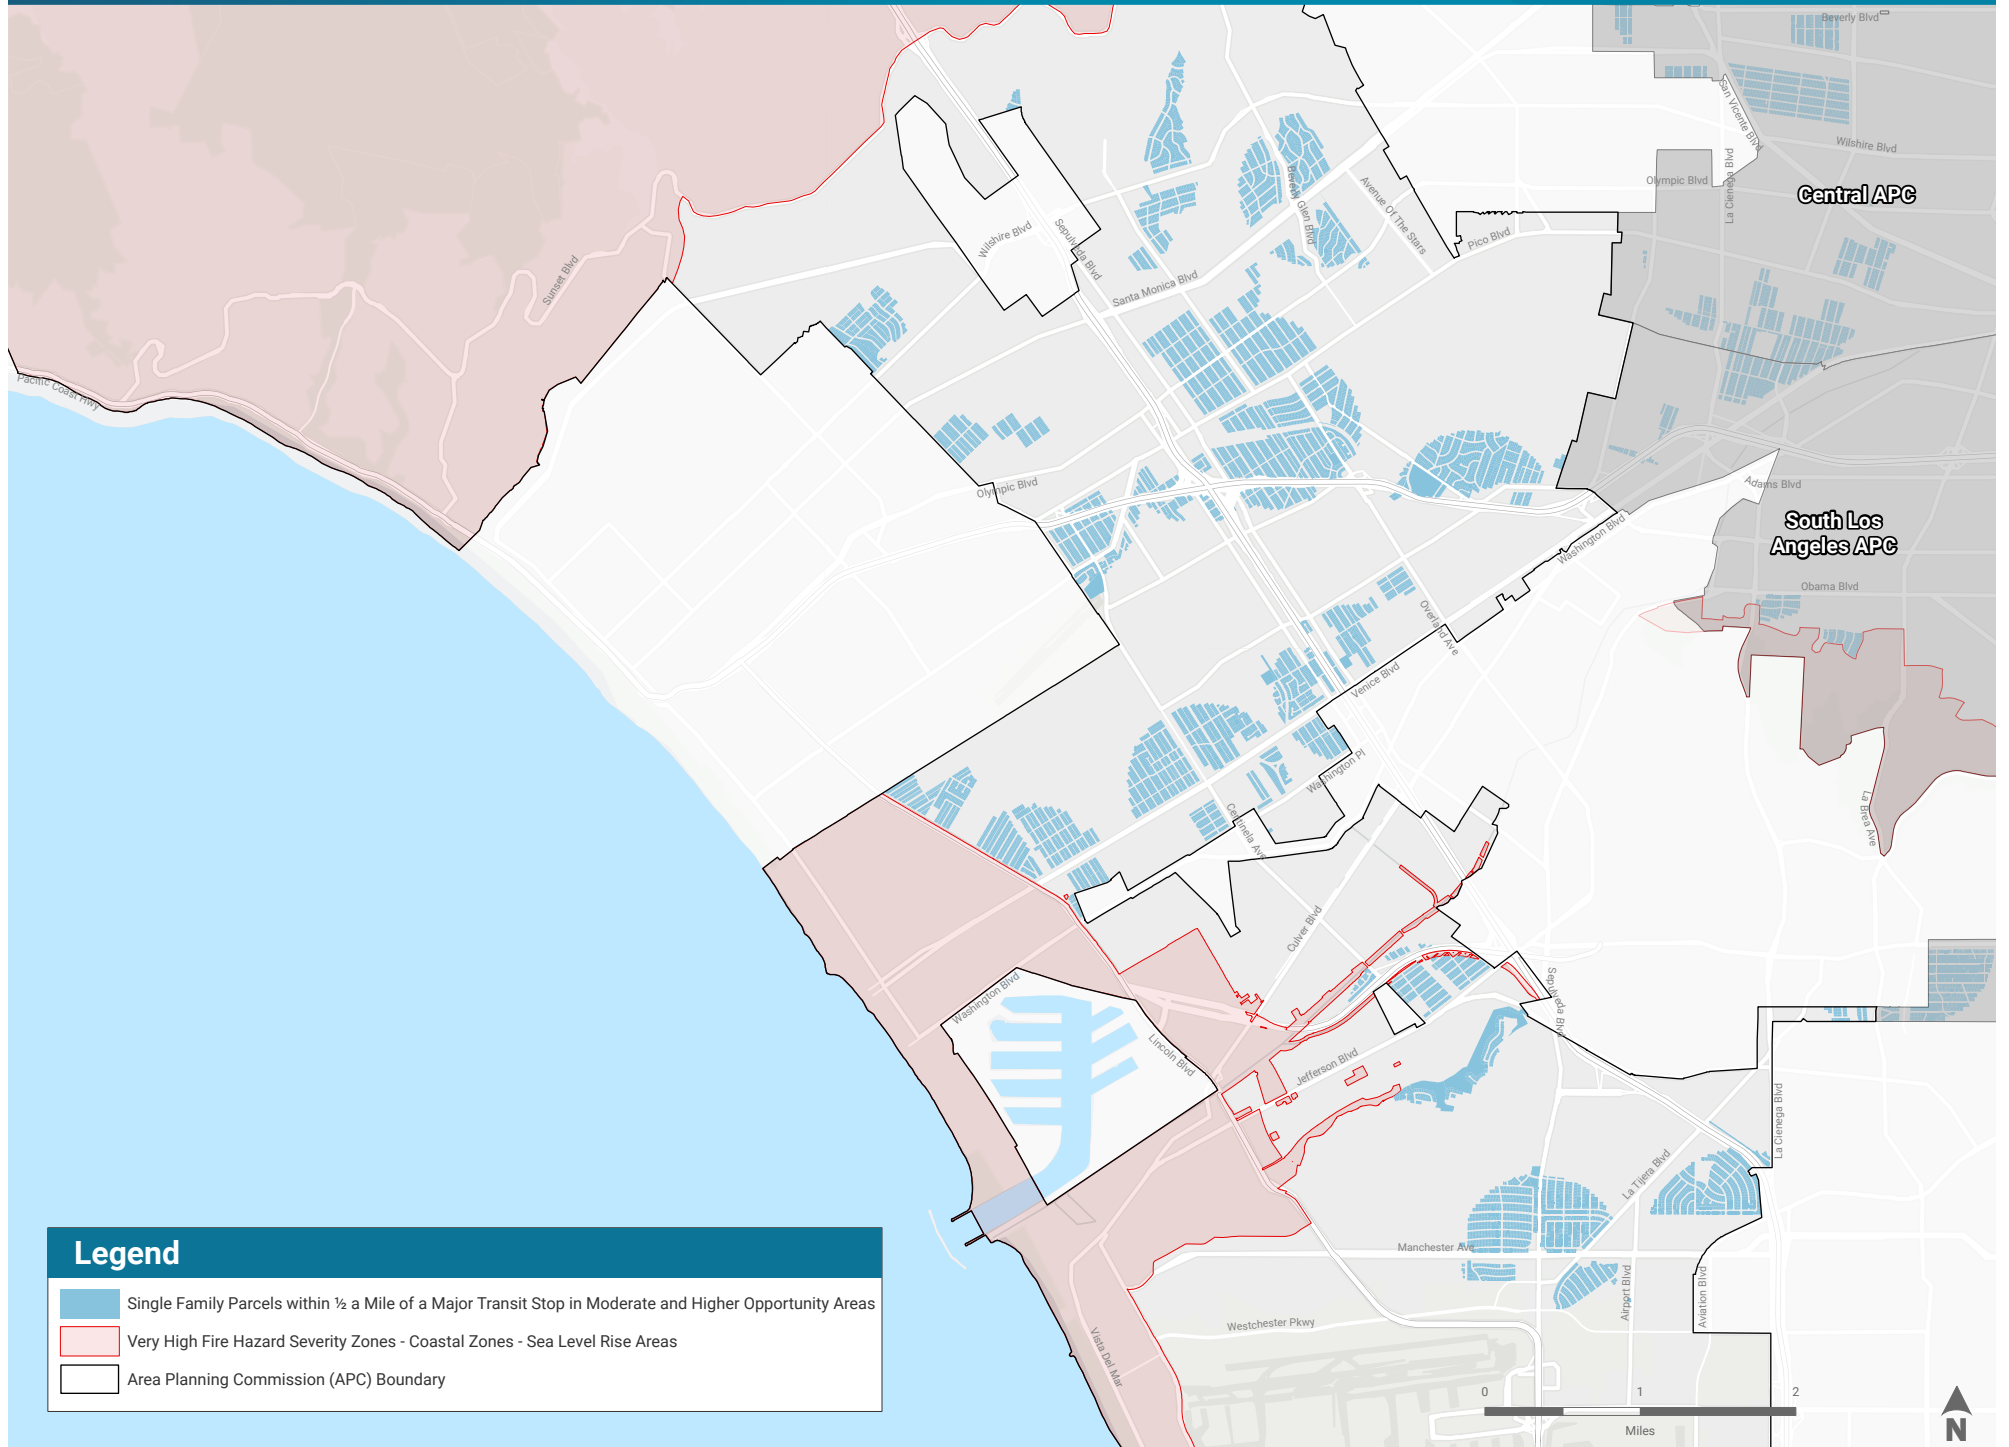 Beverly Blvd
San Vicente Blvd
Wilshire Blvd
Olympic Blvd
La Cienega Blvd
Central APC
Beverly Glen Blvd
Avenue Of The Stars
Pico Blvd
Wilshire Blvd
Sepulveda Blvd
Santa Monica Blvd
Sunset Blvd
Pacific Coast Hwy
Olympic Blvd
Adams Blvd
South Los
Angeles APC
Washington Blvd
Obama Blvd
Overland Ave
Venice Blvd
Washington Pl
Centinela Ave
La Brea Ave
Culver Blvd
Washington Blvd
Sepulveda Blvd
Lincoln Blvd
Jefferson Blvd
La Cienega Blvd
La Tijera Blvd
Manchester Ave
Airport Blvd
Aviation Blvd
Westchester Pkwy
Vista Del Mar
Legend
Single Family Parcels within ½ a Mile of a Major Transit Stop in Moderate and Higher Opportunity Areas
Very High Fire Hazard Severity Zones - Coastal Zones - Sea Level Rise Areas
Area Planning Commission (APC) Boundary
0 1 2
Miles
N